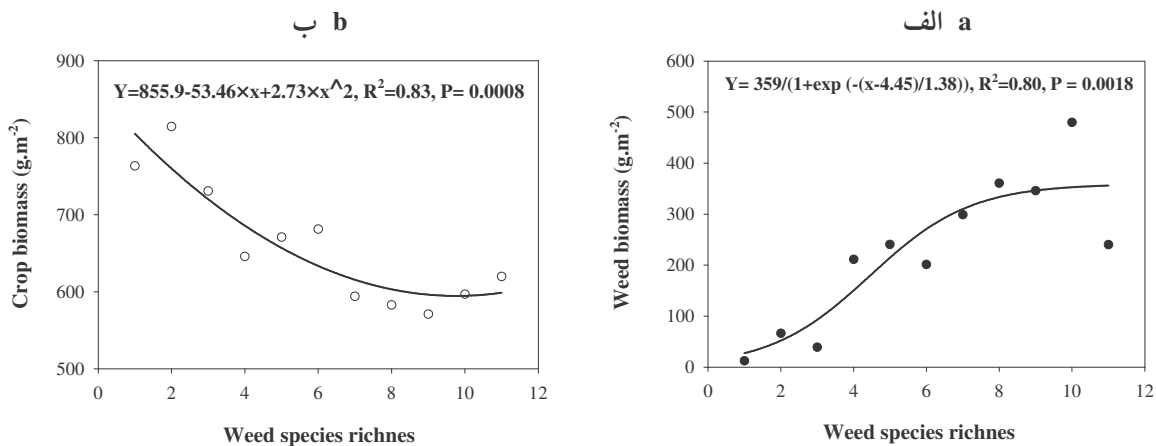 b ب
Y=855.9-53.46×x+2.73×x^2, R²=0.83, P= 0.0008
Crop biomass (g.m⁻²)
900
800
700
600
500
0 2 4 6 8 10 12
Weed species richnes
a الف
Y= 359/(1+exp (-(x-4.45)/1.38)), R²=0.80, P = 0.0018
Weed biomass (g.m⁻²)
600
500
400
300
200
100
0
0 2 4 6 8 10 12
Weed species richnes